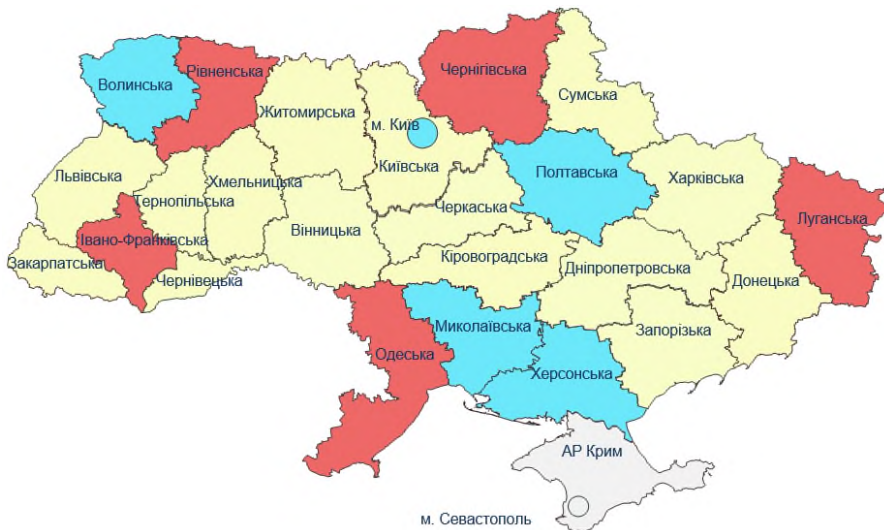 Чернігівська
Рівненська
Волинська
Сумська
Житомирська
м. Київ
Київська
Полтавська
Львівська
Харківська
Хмельницька
Тернопільська
Черкаська
Луганська
Вінницька
Івано-Франківська
Кіровоградська
Закарпатська
Дніпропетровська
Чернівецька
Донецька
Миколаївська
Запорізька
Одеська
Херсонська
АР Крим
м. Севастополь